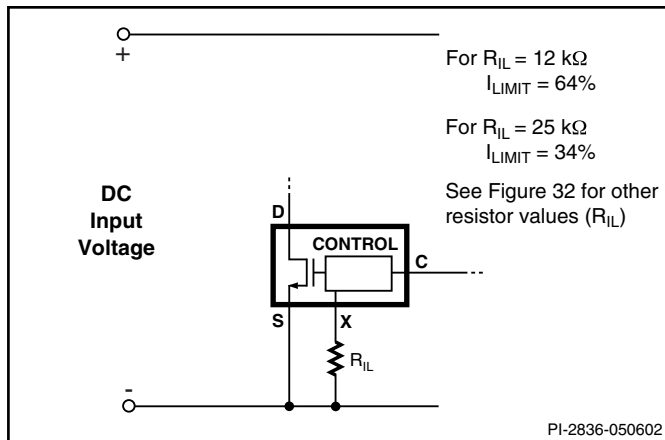 +
For R_IL = 12 kΩ
I_LIMIT = 64%
For R_IL = 25 kΩ
I_LIMIT = 34%
See Figure 32 for other
resistor values (R_IL)
DC
Input
Voltage
D
CONTROL
C
S
X
R_IL
-
PI-2836-050602